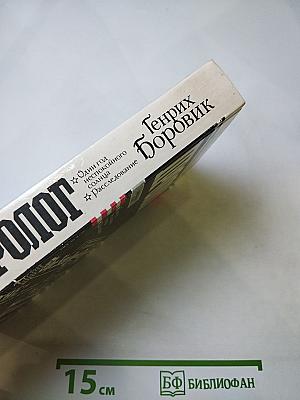 Генрих
Боровик
РОЛОГ
☆ Один год
неспокойного
солнца
☆ Расследование
15 см
БФ БИБЛИОФАН